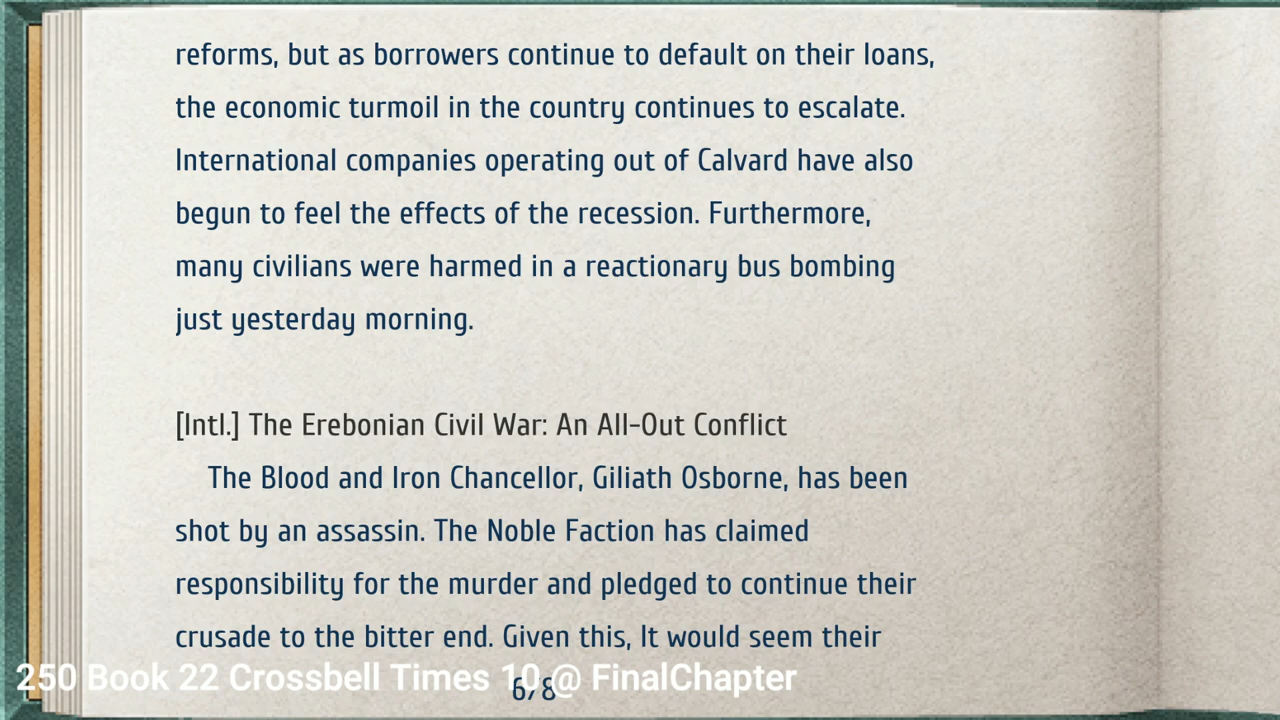 reforms, but as borrowers continue to default on their loans,
the economic turmoil in the country continues to escalate.
International companies operating out of Calvard have also
begun to feel the effects of the recession. Furthermore,
many civilians were harmed in a reactionary bus bombing
just yesterday morning.
[Intl.] The Erebonian Civil War: An All-Out Conflict
The Blood and Iron Chancellor, Giliath Osborne, has been
shot by an assassin. The Noble Faction has claimed
responsibility for the murder and pledged to continue their
crusade to the bitter end. Given this, It would seem their
250 Book 22 Crossbell Times 10 @ FinalChapter
6/8